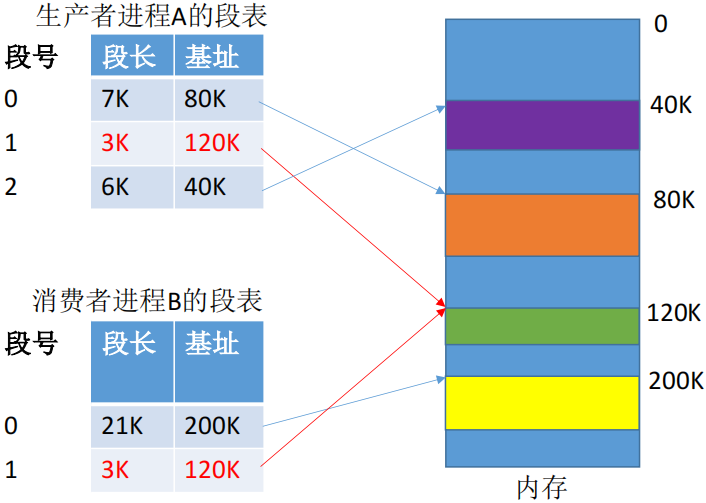 生产者进程A的段表
段号 段长 基址
0 7K 80K
1 3K 120K
2 6K 40K
消费者进程B的段表
段号 段长 基址
0 21K 200K
1 3K 120K
0
40K
80K
120K
200K
内存